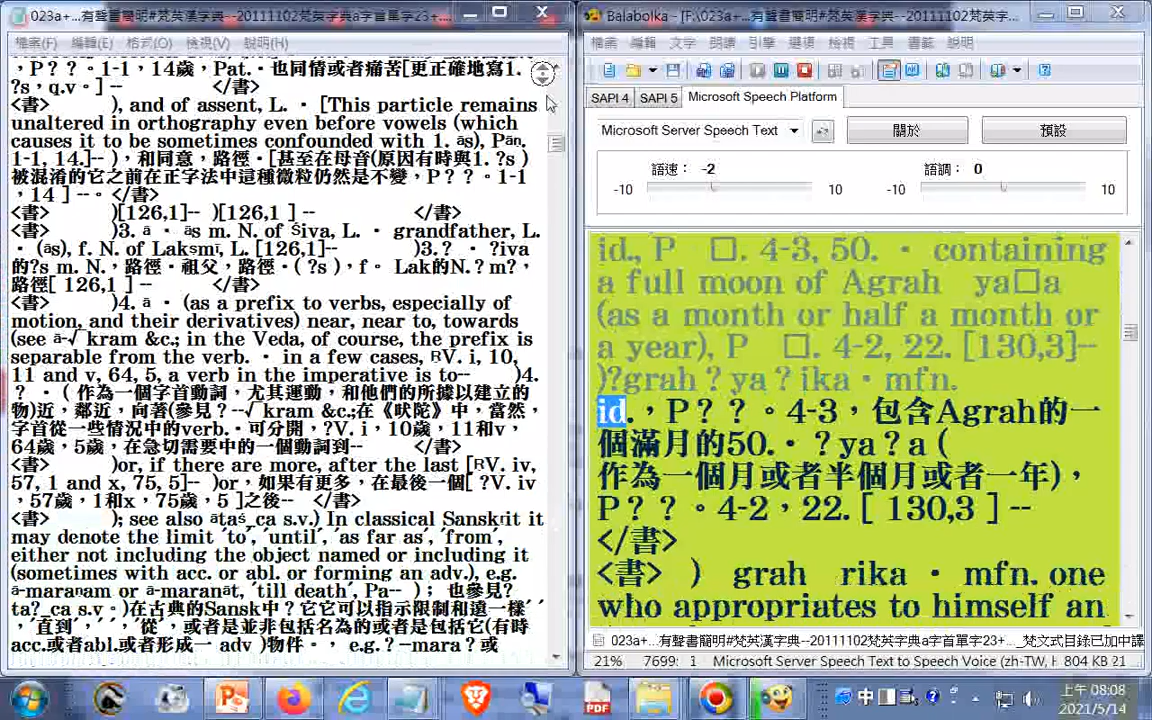 023a+...有聲書簡明#梵英漢字典--20111102梵英字典a字首單字23+...
檔案(F) 編輯(E) 格式(O) 檢視(V) 說明(H)
，P？？。1-1，14歲，Pat.‧也同情或者痛苦[更正確地寫1.
?s，q.v。] -- </書>
<書> ), and of assent, L. ‧ [This particle remains
unaltered in orthography even before vowels (which
causes it to be sometimes confounded with 1. ās), Pāṇ.
1-1, 14.]-- )，和同意，路徑‧[甚至在母音(原因有時與1. ?s )
被混淆的它之前在正字法中這種微粒仍然是不變，P？？。1-1
，14 ] --。</書>
<書> )[126,1]-- )[126,1 ] -- </書>
<書> )3. ā ‧ ās m. N. of Śiva, L. ‧ grandfather, L.
‧ (ās), f. N. of Lakṣmī, L. [126,1]-- )3.? ‧ ?iva
的?s m. N.，路徑‧祖父，路徑‧( ?s )，f。 Lak的N.？m?，
路徑[ 126,1 ] -- </書>
<書> )4. ā ‧ (as a prefix to verbs, especially of
motion, and their derivatives) near, near to, towards
(see ā-√ kram &c.; in the Veda, of course, the prefix is
separable from the verb. ‧ in a few cases, RV. i, 10,
11 and v, 64, 5, a verb in the imperative is to-- )4.
？ ‧ ( 作為一個字首動詞，尤其運動，和他們的所據以建立的
物)近，鄰近，向著(參見？--√ kram &c.;在《吠陀》中，當然，
字首從一些情況中的verb.‧可分開，?V. i，10歲，11和v，
64歲，5歲，在急切需要中的一個動詞到-- </書>
<書> )or, if there are more, after the last [RV. iv,
57, 1 and x, 75, 5]-- )or，如果有更多，在最後一個[ ?V. iv
，57歲，1和x，75歲，5 ]之後-- </書>
<書> ); see also ātaś_ca s.v.) In classical Sanskrit it
may denote the limit 'to', 'until', 'as far as', 'from',
either not including the object named or including it
(sometimes with acc. or abl. or forming an adv.), e.g.
ā-maraṇam or ā-maraṇāt, 'till death', Pa-- )；也參見?
ta?_ca s.v。)在古典的Sansk中？它它可以指示限制和遠一樣' '
，'直到'，' '，'從'，或者是並非包括名為的或者是包括它(有時
acc.或者abl.或者形成一 adv )物件。，e.g.？--mara？或
Balabolka - [F:\023a+...有聲書簡明#梵英漢字典--20111102梵英字...
檔案 編輯 文字 朗讀 引擎 選項 檢視 工具 書籤 說明
SAPI 4 SAPI 5 Microsoft Speech Platform
Microsoft Server Speech Text 關於 預設
語速： -2 語調： 0
-10 10 -10 10
id., P □. 4-3, 50. ‧ containing
a full moon of Agrah ya□a
(as a month or half a month or
a year), P □. 4-2, 22. [130,3]--
)?grah？ya？ika‧mfn.
id.，P？？。4-3，包含Agrah的一
個滿月的50.‧？ya？a (
作為一個月或者半個月或者一年)，
P？？。4-2，22. [ 130,3 ] --
</書>
<書> ) grah rika ‧ mfn. one
who appropriates to himself an
023a+...有聲書簡明#梵英漢字典--20111102梵英字典a字首單字23+..._梵文式目錄已加中譯
21% 7699: 1 Microsoft Server Speech Text to Speech Voice (zh-TW, H 804 KB 21
中
上午 08:08
2021/5/14